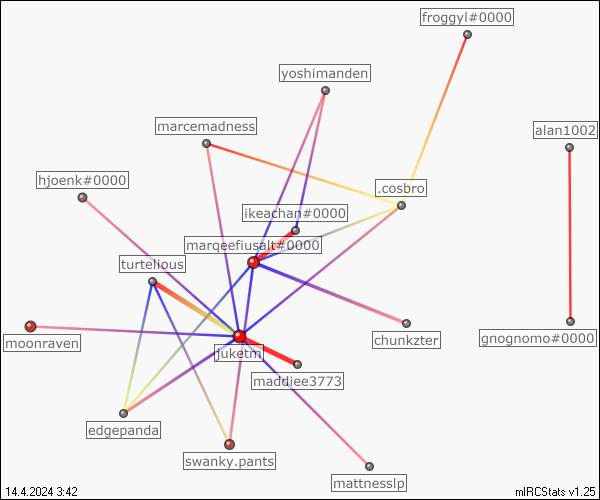 froggyl#0000
yoshimanden
marcemadness
alan1002
hjoenk#0000
.cosbro
ikeachan#0000
marqeefiusalt#0000
turtelious
moonraven
juketm
chunkzter
gnognomo#0000
maddiee3773
edgepanda
swanky.pants
mattnesslp
14.4.2024 3:42
mIRCStats v1.25